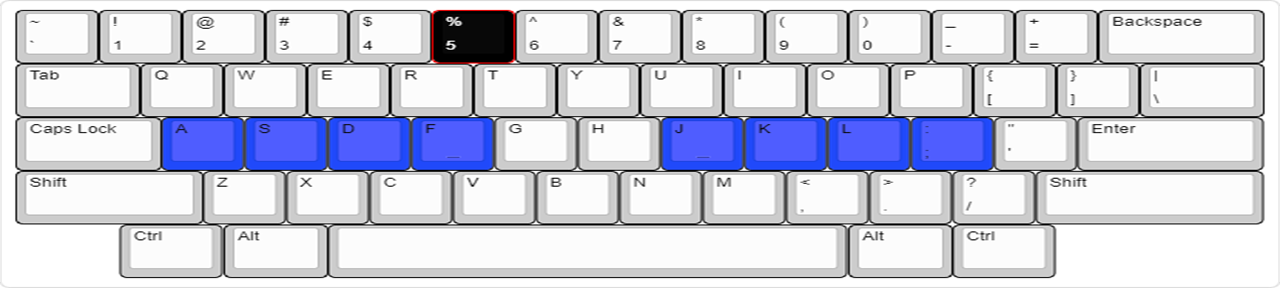 ~ ! @ # $ % ^ & * ( ) _ + Backspace
` 1 2 3 4 5 6 7 8 9 0 - =
Tab Q W E R T Y U I O P { } |
[ ] \
Caps Lock A S D F G H J K L : " Enter
_ _ ; '
Shift Z X C V B N M < > ? Shift
, . /
Ctrl Alt Alt Ctrl